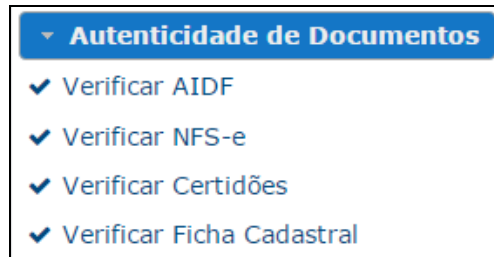 Autenticidade de Documentos
Verificar AIDF
Verificar NFS-e
Verificar Certidões
Verificar Ficha Cadastral